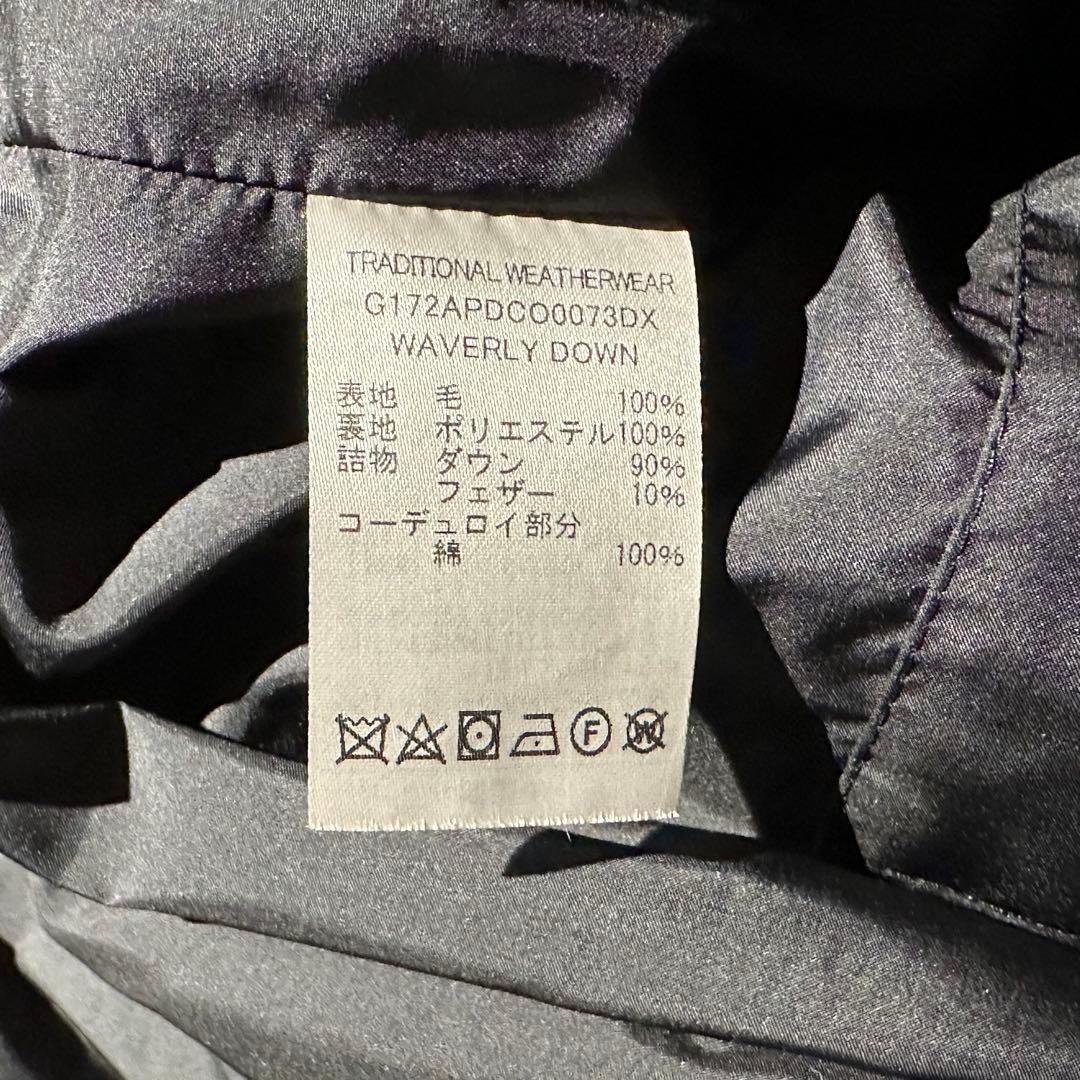 TRADITIONAL WEATHERWEAR
G172APDCO0073DX
WAVERLY DOWN
表地 毛 100%
裏地 ポリエステル100%
詰物 ダウン 90%
フェザー 10%
コーデュロイ部分
綿 100%
F W